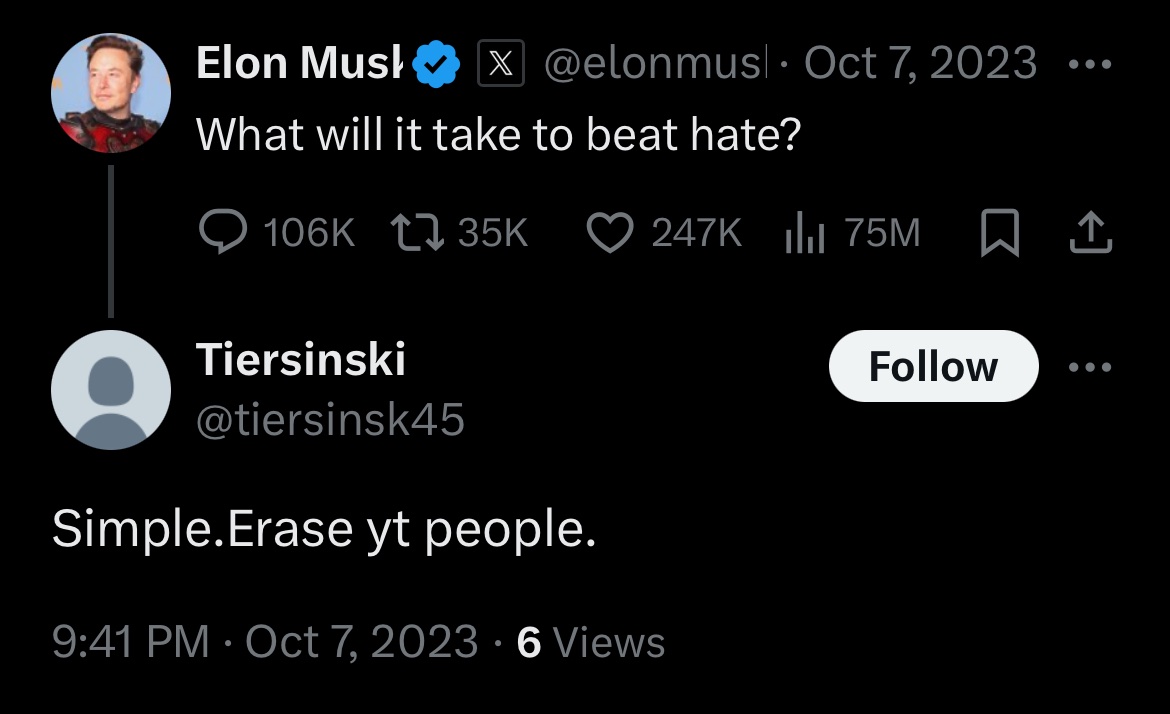 Elon Musk @elonmus · Oct 7, 2023
What will it take to beat hate?
106K 35K 247K 75M
Tiersinski Follow
@tiersinsk45
Simple.Erase yt people.
9:41 PM · Oct 7, 2023 · 6 Views